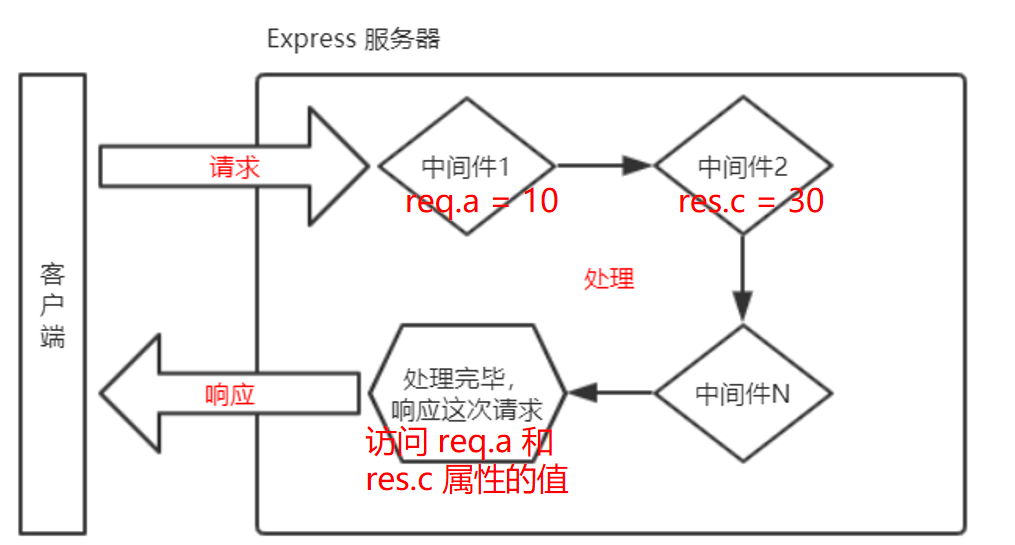 Express 服务器
客户端
请求
中间件1
req.a = 10
中间件2
res.c = 30
处理
中间件N
处理完毕，
响应这次请求
访问 req.a 和
res.c 属性的值
响应